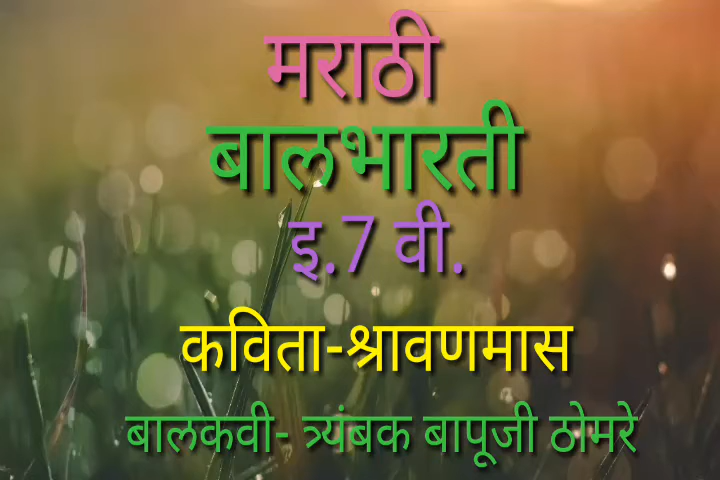 मराठी
बालभारती
इ.7 वी.
कविता-श्रावणमास
बालकवी- त्र्यंबक बापूजी ठोमरे